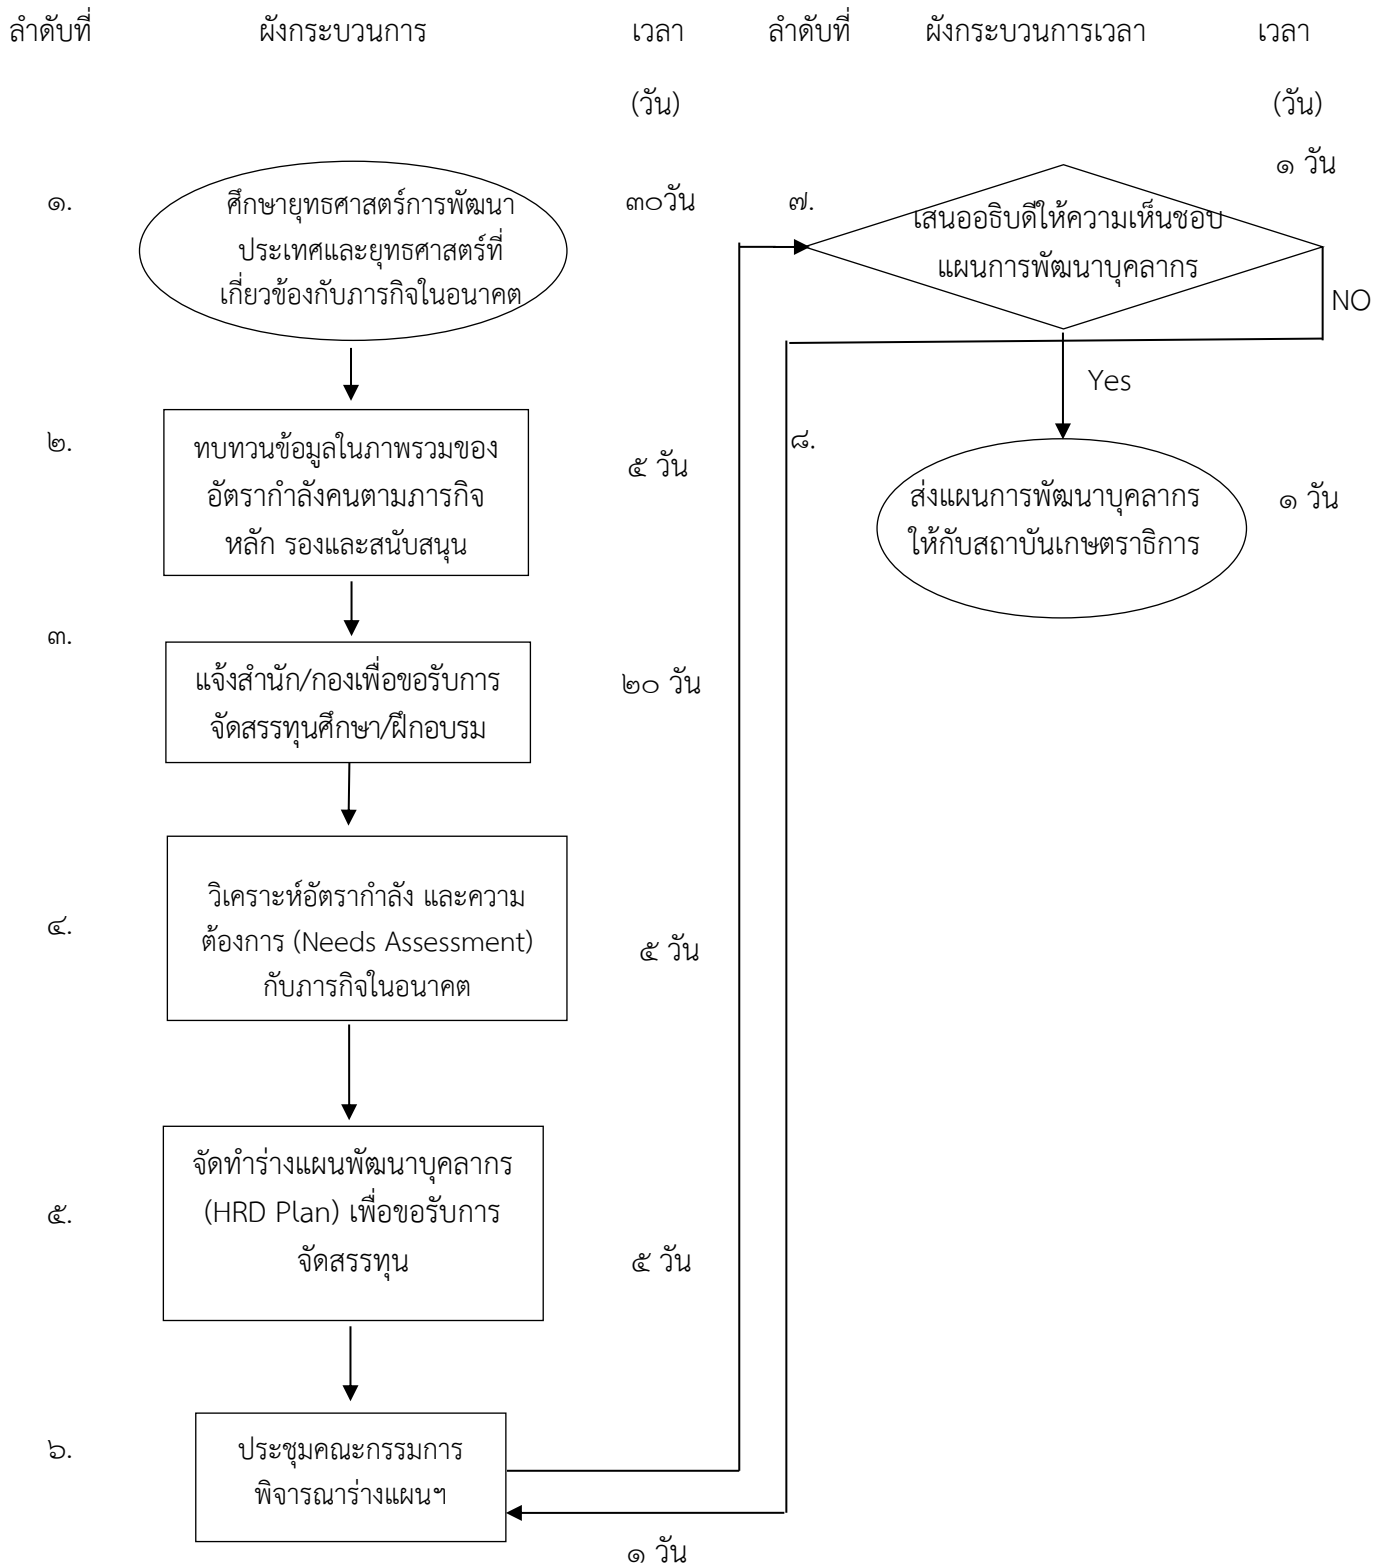 ลำดับที่ ผังกระบวนการ เวลา ลำดับที่ ผังกระบวนการเวลา เวลา
(วัน) (วัน)
๑.
ศึกษายุทธศาสตร์การพัฒนา
ประเทศและยุทธศาสตร์ที่
เกี่ยวข้องกับภารกิจในอนาคต
๓๐วัน
๒.
ทบทวนข้อมูลในภาพรวมของ
อัตรากำลังคนตามภารกิจ
หลัก รองและสนับสนุน
๕ วัน
๓.
แจ้งสำนัก/กองเพื่อขอรับการ
จัดสรรทุนศึกษา/ฝึกอบรม
๒๐ วัน
๔.
วิเคราะห์อัตรากำลัง และความ
ต้องการ (Needs Assessment)
กับภารกิจในอนาคต
๕ วัน
๕.
จัดทำร่างแผนพัฒนาบุคลากร
(HRD Plan) เพื่อขอรับการ
จัดสรรทุน
๕ วัน
๖.
ประชุมคณะกรรมการ
พิจารณาร่างแผนฯ
๑ วัน
๗.
เสนออธิบดีให้ความเห็นชอบ
แผนการพัฒนาบุคลากร
๑ วัน
NO
Yes
๘.
ส่งแผนการพัฒนาบุคลากร
ให้กับสถาบันเกษตราธิการ
๑ วัน